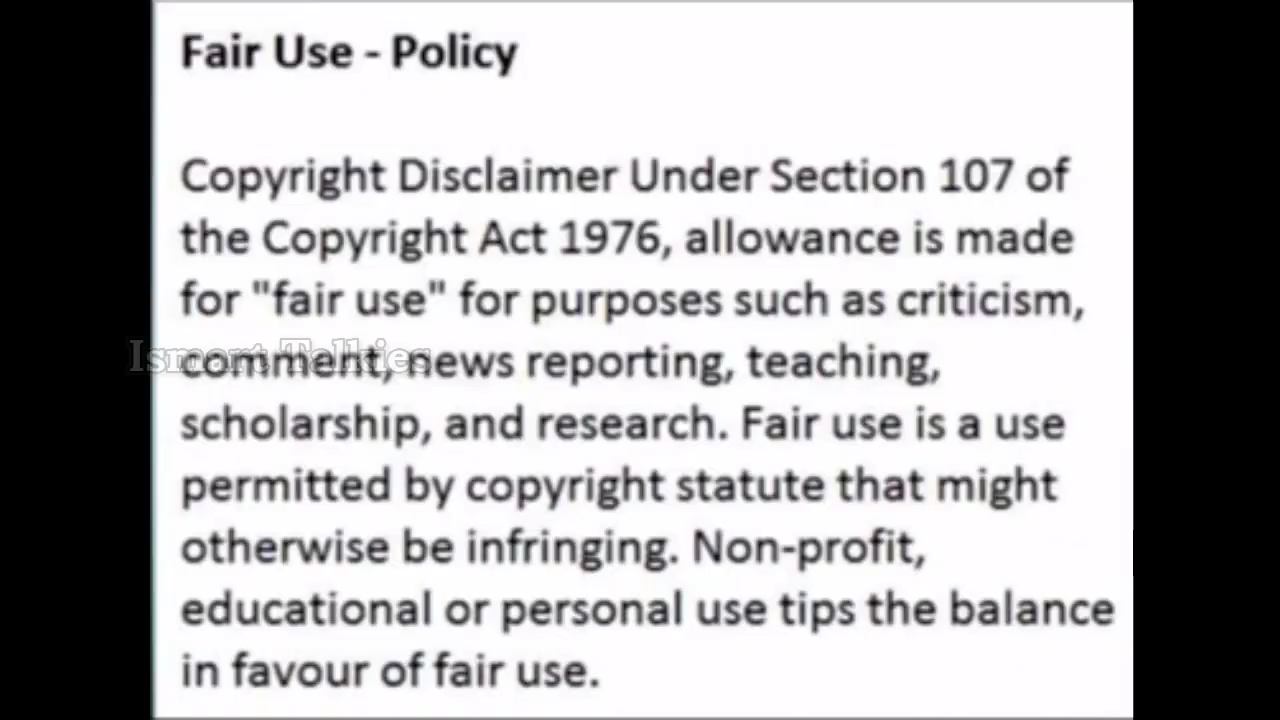 Fair Use - Policy
Copyright Disclaimer Under Section 107 of
the Copyright Act 1976, allowance is made
for "fair use" for purposes such as criticism,
Ismart Talkies
comment, news reporting, teaching,
scholarship, and research. Fair use is a use
permitted by copyright statute that might
otherwise be infringing. Non-profit,
educational or personal use tips the balance
in favour of fair use.